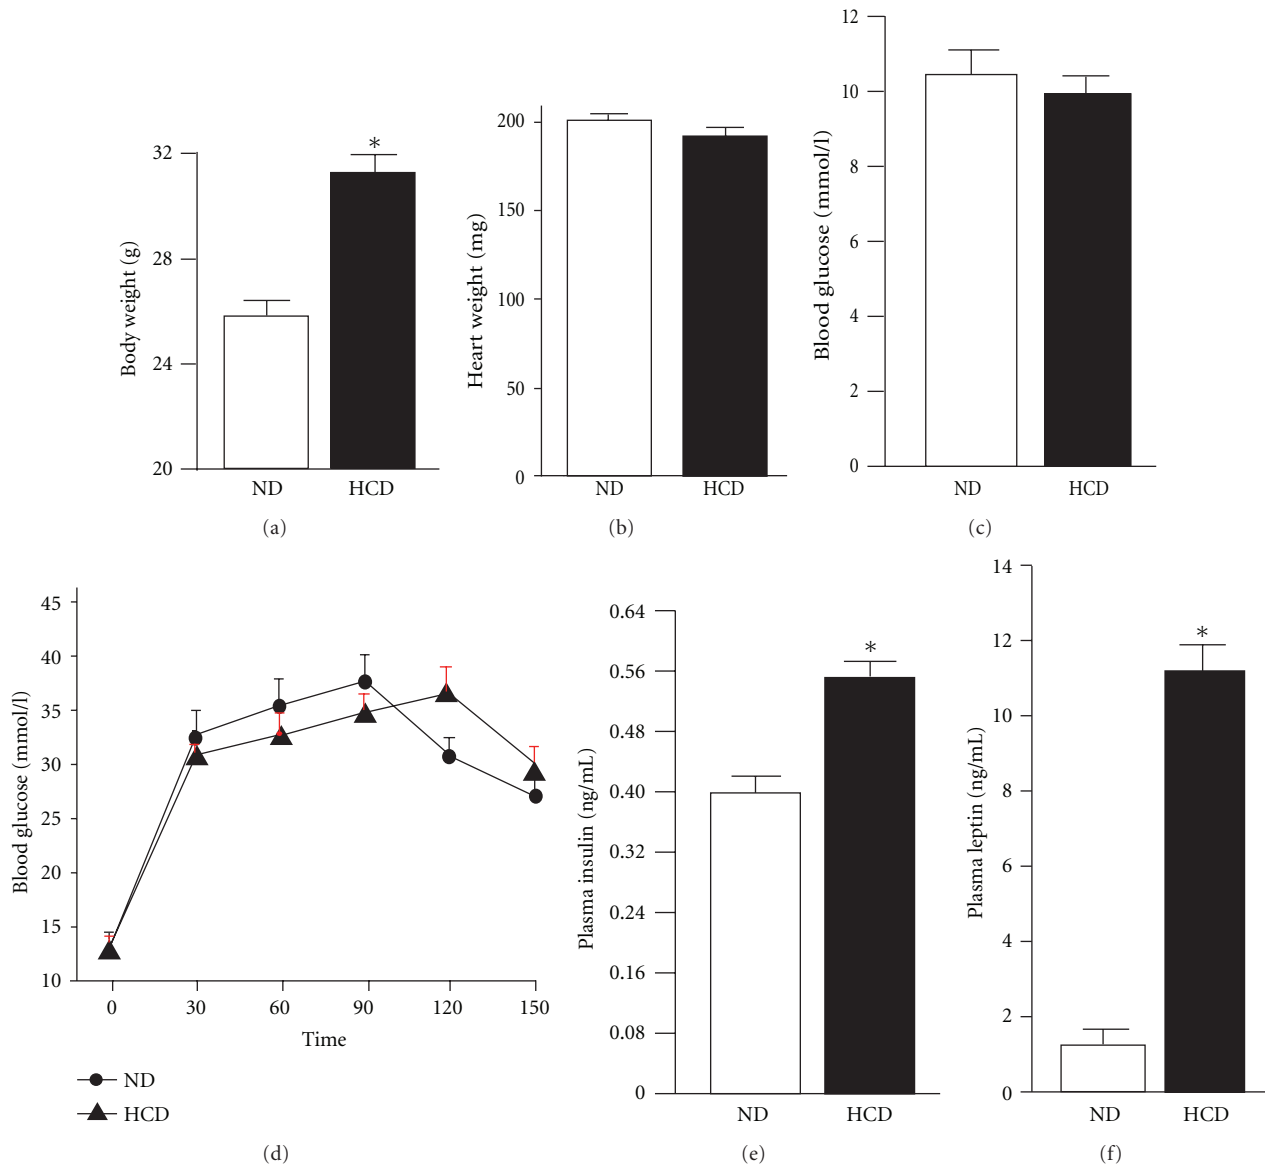 32
28
24
20
Body weight (g)
*
ND
HCD
(a)
200
150
100
50
0
Heart weight (mg)
ND
HCD
(b)
12
10
8
6
4
2
0
Blood glucose (mmol/l)
ND
HCD
(c)
45
40
35
30
25
20
15
10
Blood glucose (mmol/l)
0
30
60
90
120
150
Time
ND
HCD
(d)
0.64
0.56
0.48
0.40
0.32
0.24
0.16
0.08
0
Plasma insulin (ng/mL)
*
ND
HCD
(e)
14
12
10
8
6
4
2
0
Plasma leptin (ng/mL)
*
ND
HCD
(f)